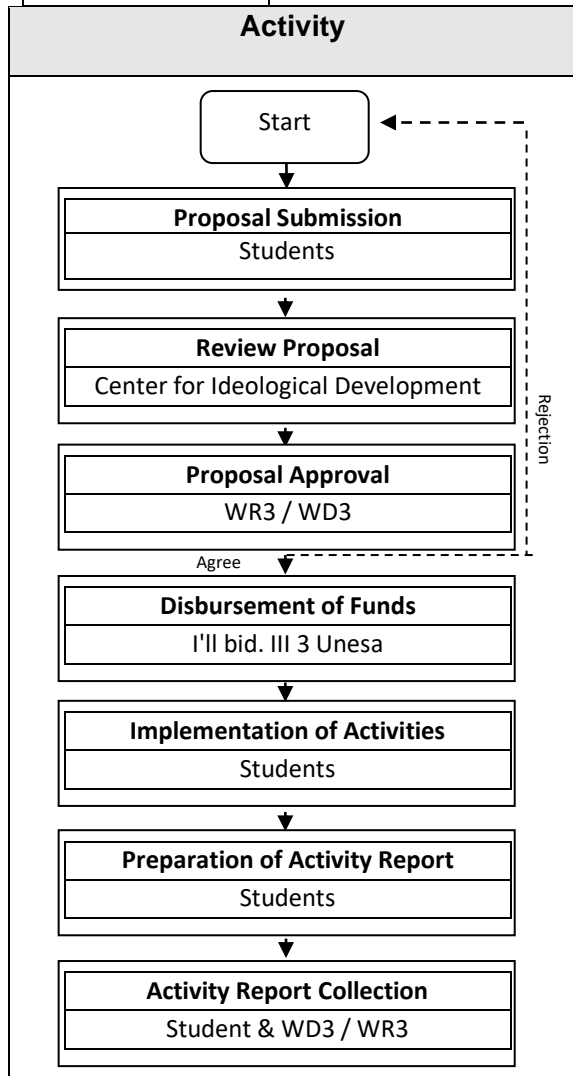 Activity
Start
Proposal Submission
Students
Review Proposal
Center for Ideological Development
Rejection
Proposal Approval
WR3 / WD3
Agree
Disbursement of Funds
I'll bid. III 3 Unesa
Implementation of Activities
Students
Preparation of Activity Report
Students
Activity Report Collection
Student & WD3 / WR3